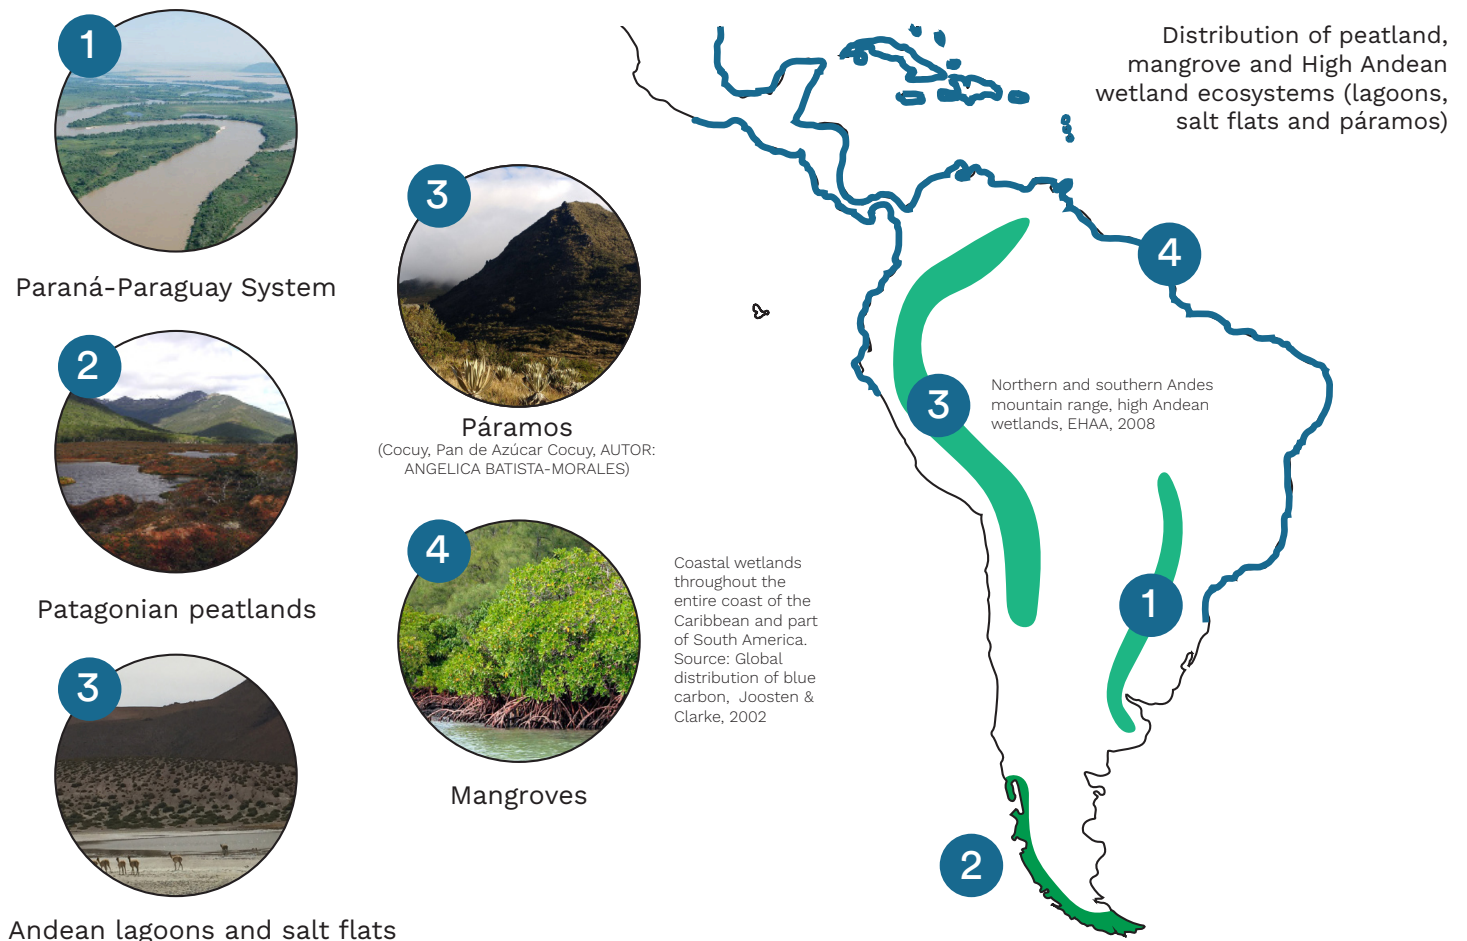 Distribution of peatland,
mangrove and High Andean
wetland ecosystems (lagoons,
salt flats and páramos)
1
Paraná-Paraguay System
2
Patagonian peatlands
3
Andean lagoons and salt flats
3
Páramos
(Cocuy, Pan de Azúcar Cocuy, AUTOR:
ANGELICA BATISTA-MORALES)
4
Mangroves
Coastal wetlands
throughout the
entire coast of the
Caribbean and part
of South America.
Source: Global
distribution of blue
carbon, Joosten &
Clarke, 2002
4
3
Northern and southern Andes
mountain range, high Andean
wetlands, EHAA, 2008
1
2